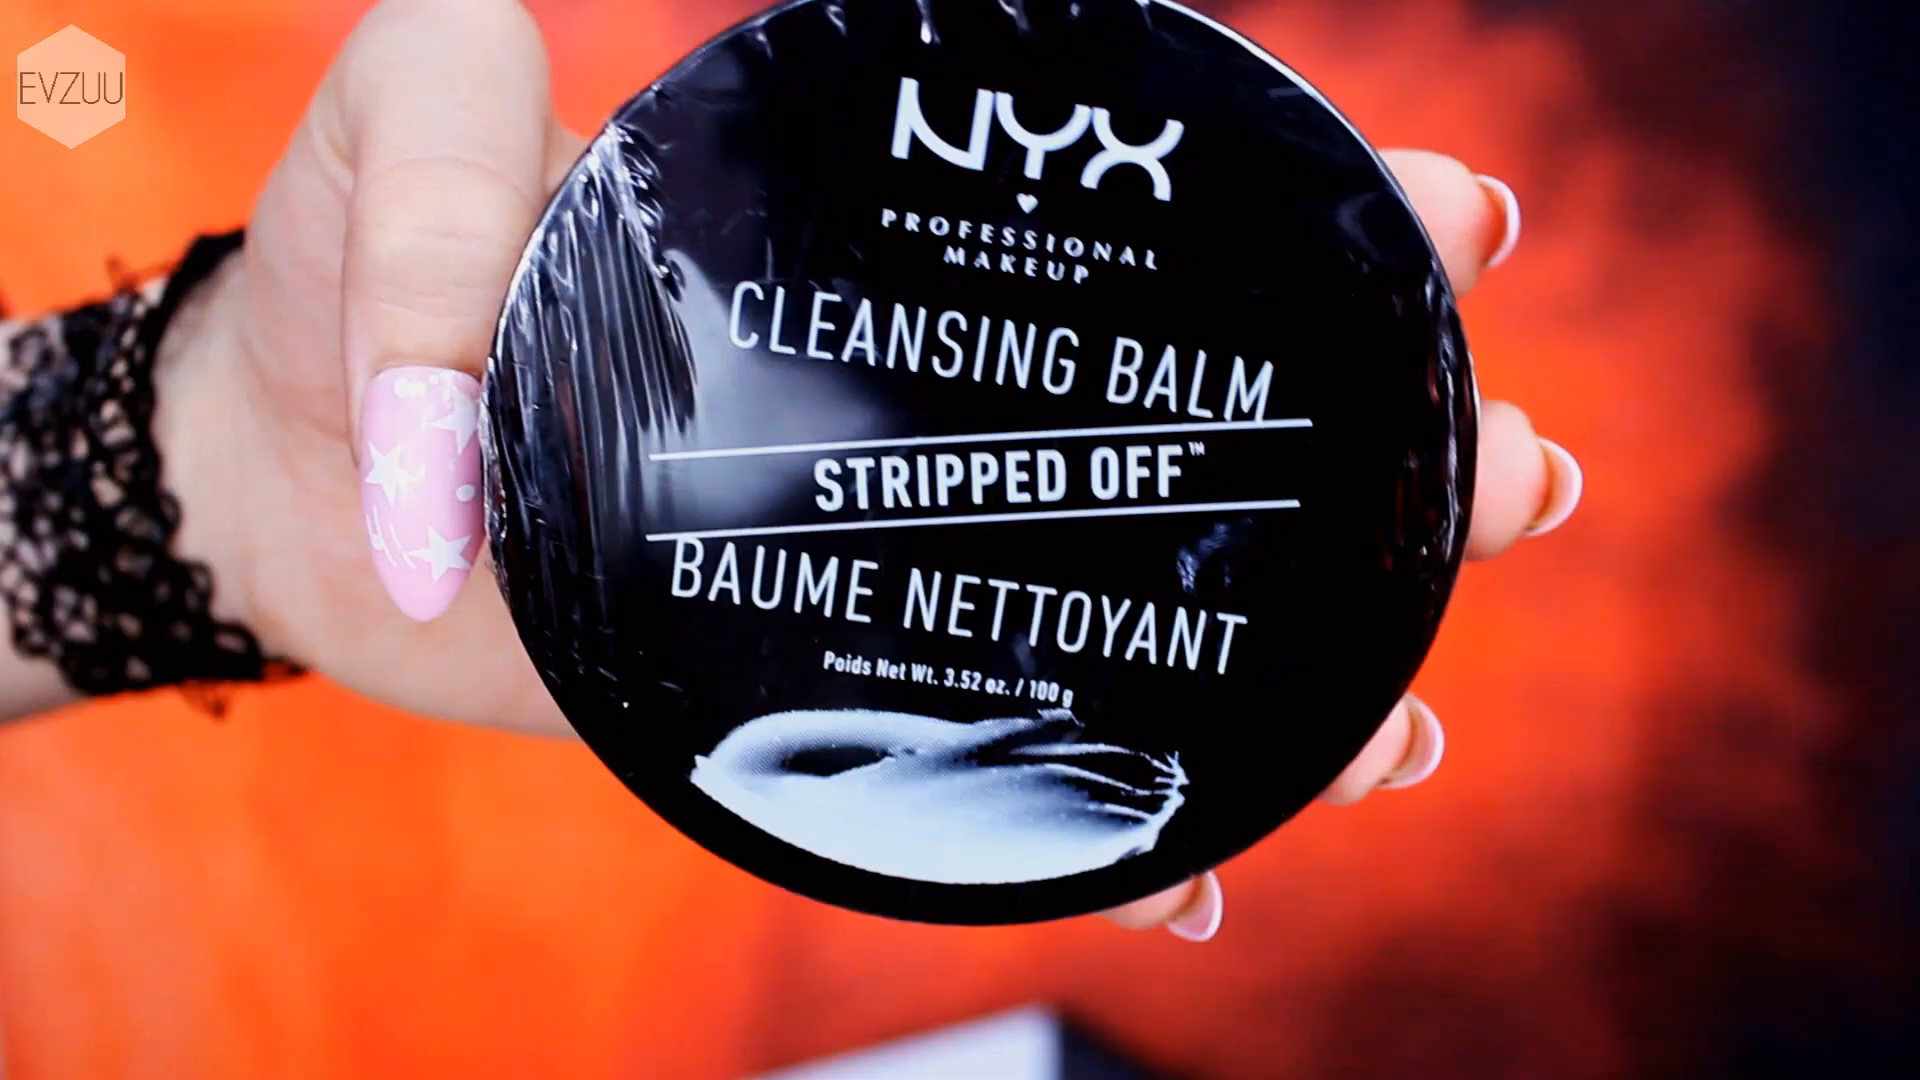 EVZUU
NYX
PROFESSIONAL
MAKEUP
CLEANSING BALM
STRIPPED OFF™
BAUME NETTOYANT
Poids Net Wt. 3.52 oz. / 100 g